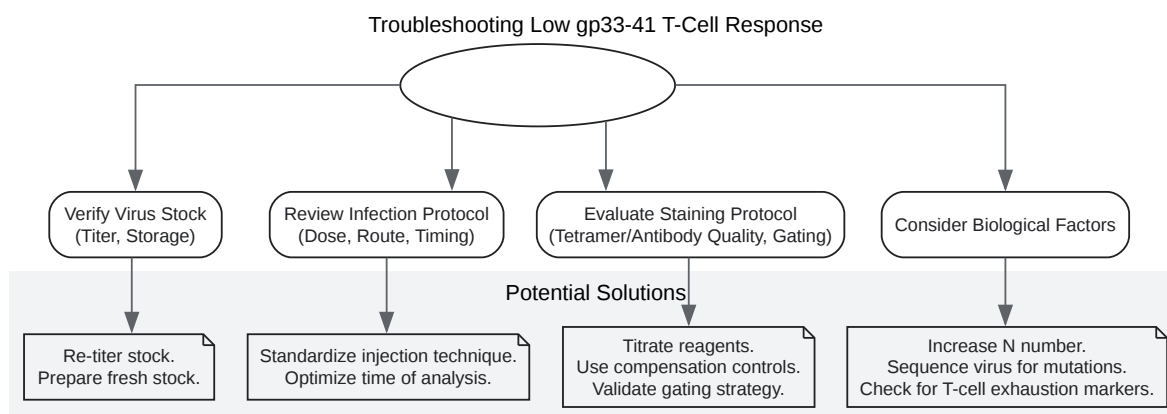 Troubleshooting Low gp33-41 T-Cell Response
Verify Virus Stock
(Titer, Storage)
Review Infection Protocol
(Dose, Route, Timing)
Evaluate Staining Protocol
(Tetramer/Antibody Quality, Gating)
Consider Biological Factors
Potential Solutions
Re-titer stock.
Prepare fresh stock.
Standardize injection technique.
Optimize time of analysis.
Titrate reagents.
Use compensation controls.
Validate gating strategy.
Increase N number.
Sequence virus for mutations.
Check for T-cell exhaustion markers.